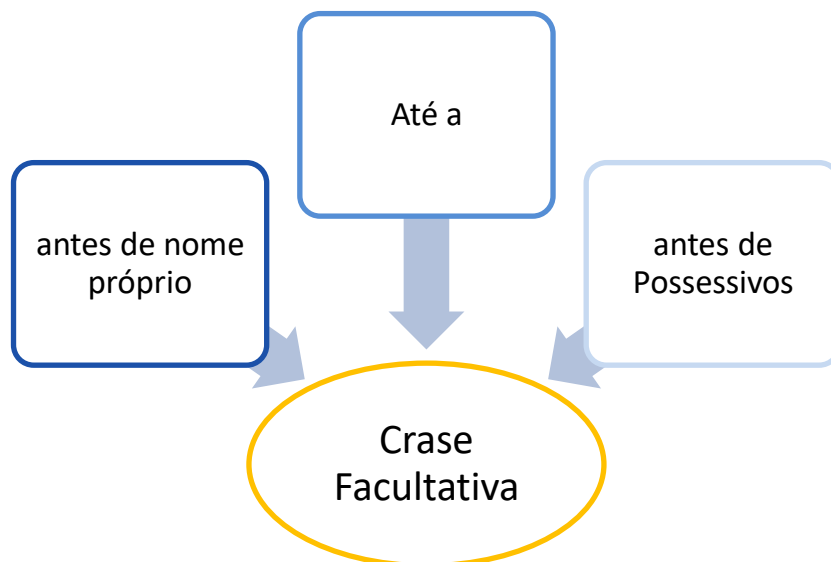 Até a
antes de nome
próprio
antes de
Possessivos
Crase
Facultativa